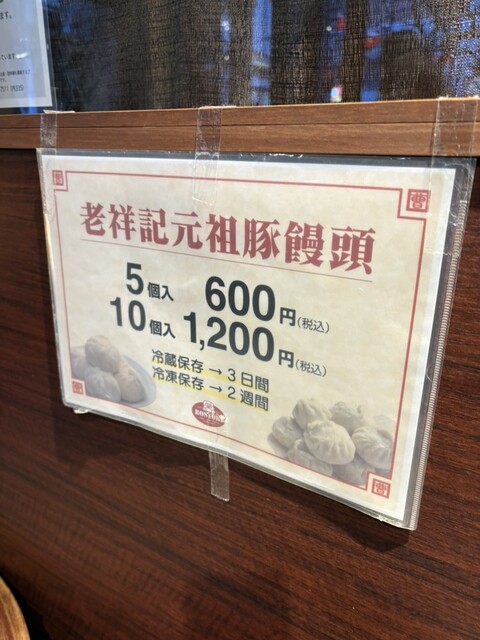 老祥記元祖豚饅頭
5個入 600円(税込)
10個入 1,200円(税込)
冷蔵保存→3日間
冷凍保存→2週間
曹
曹